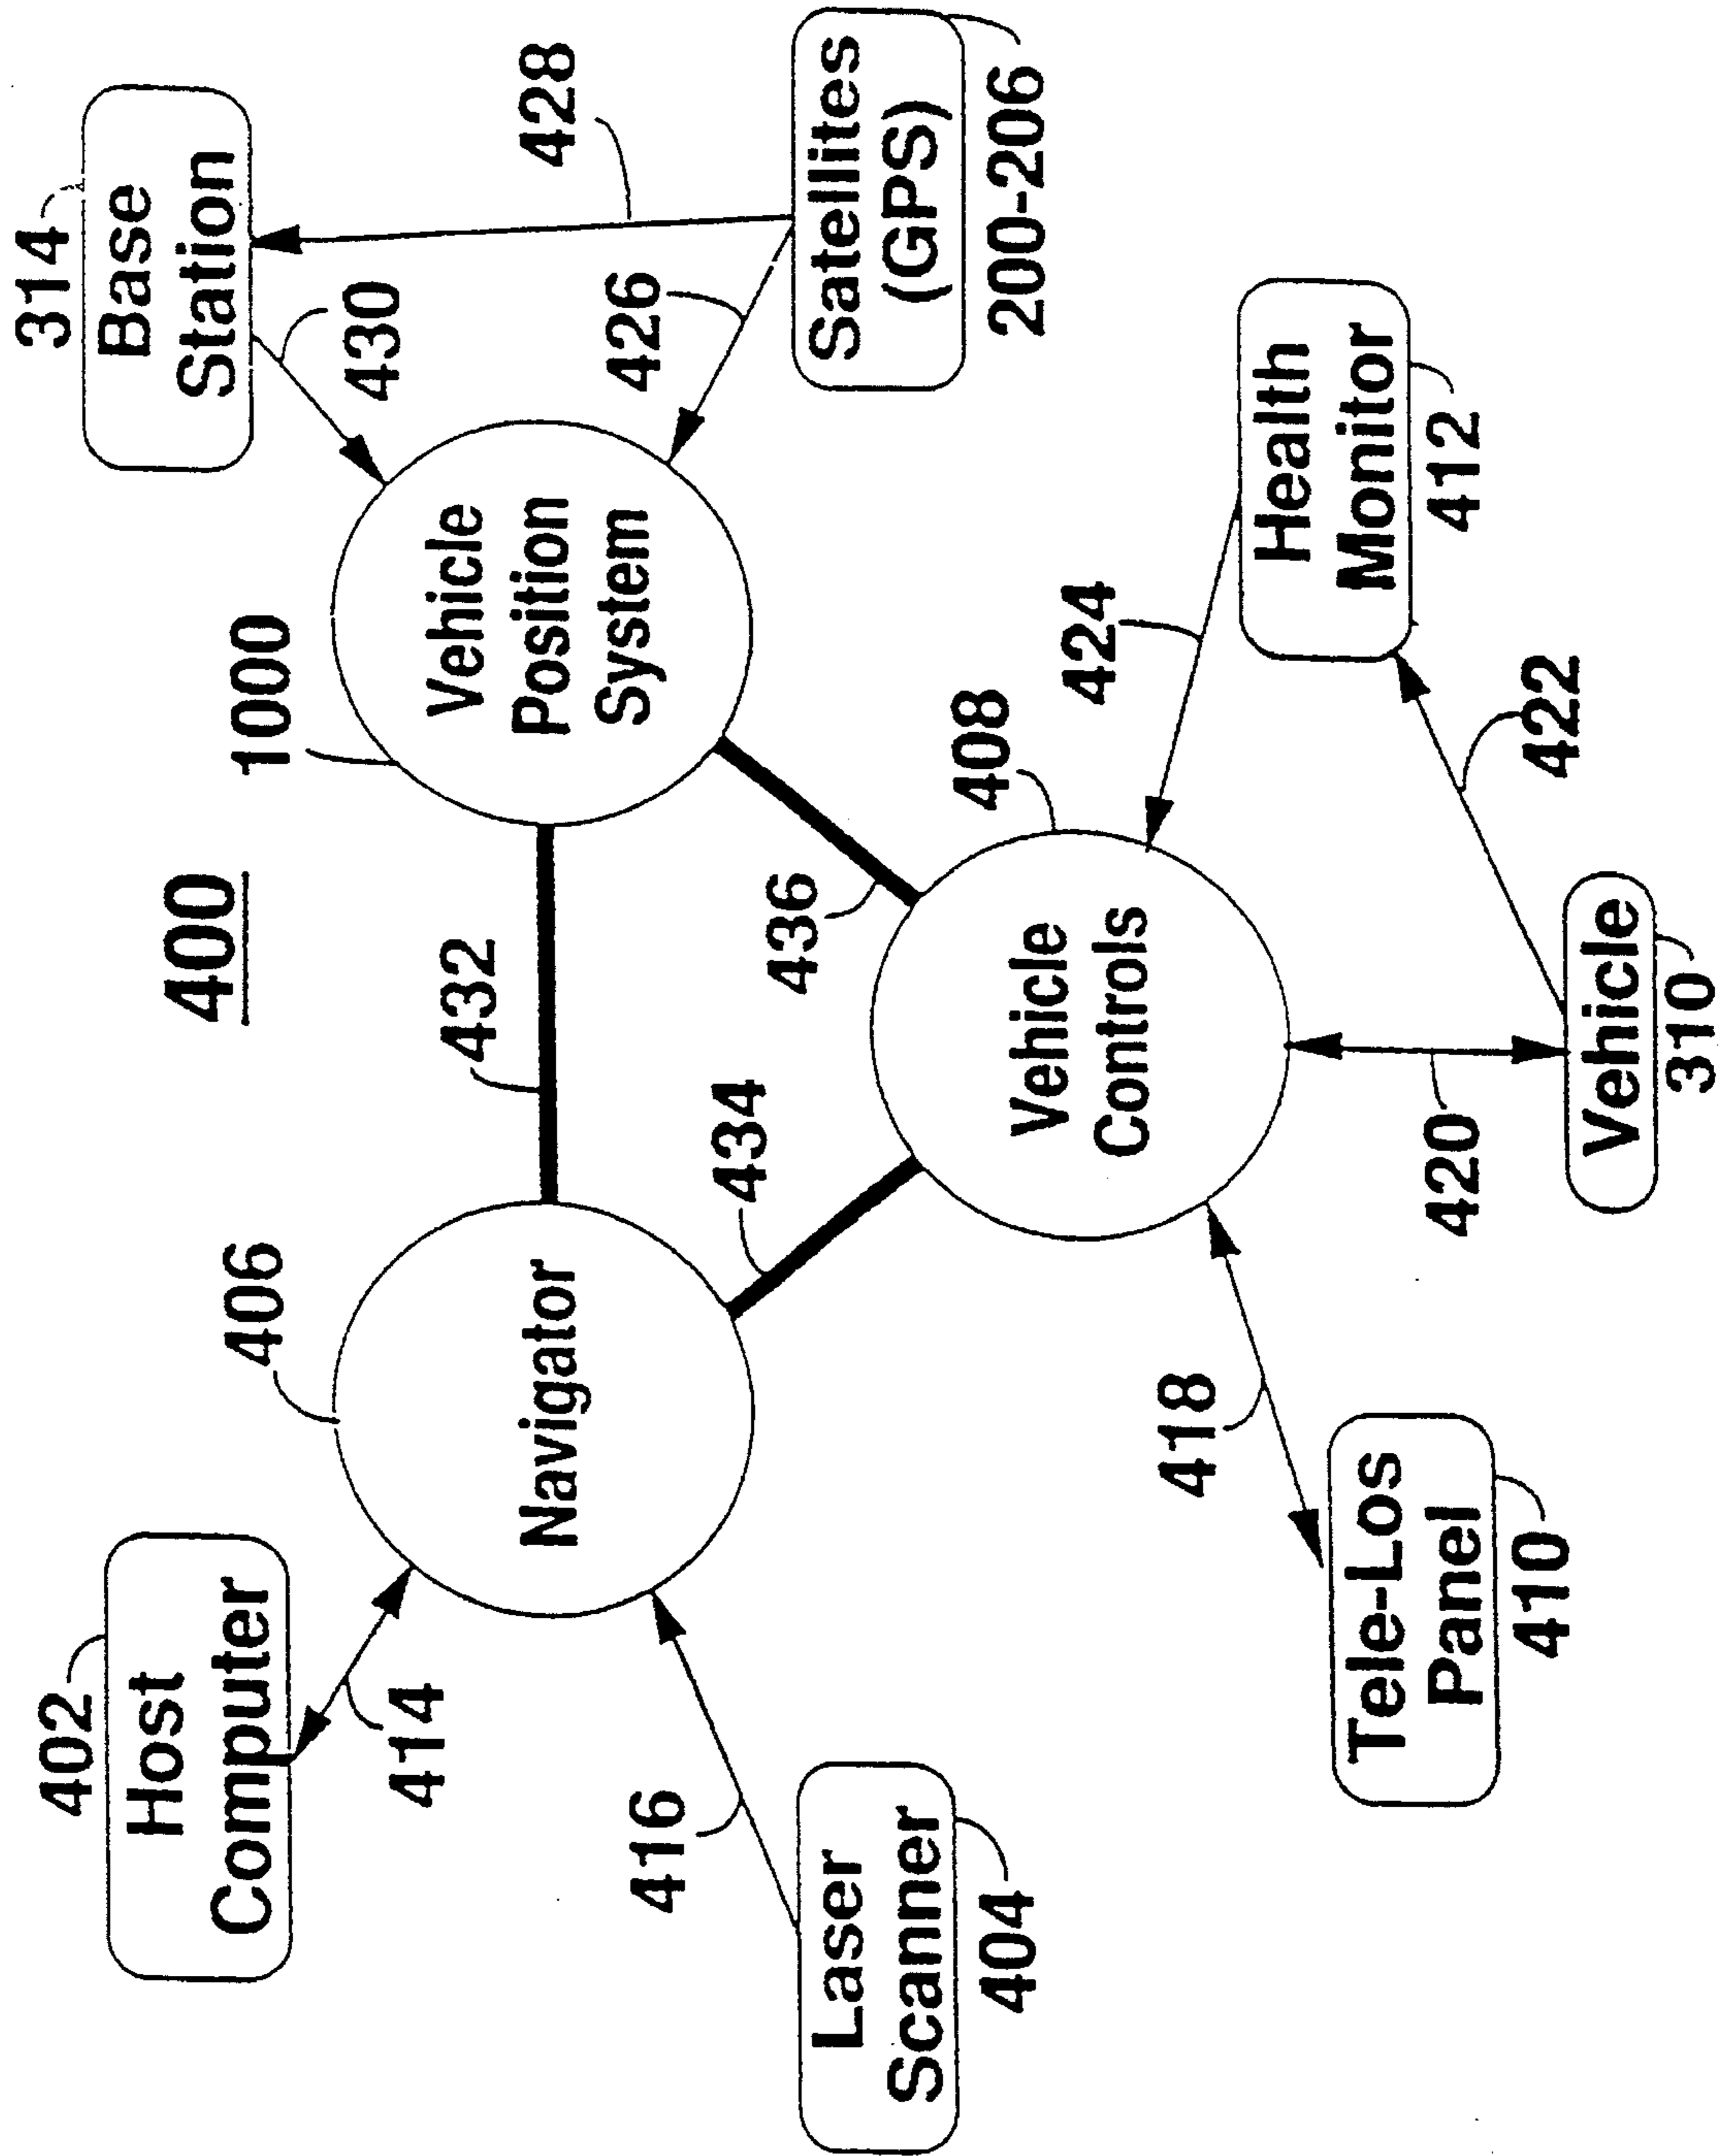 400
402
Host
Computer
414
406
Navigator
432
1000
Vehicle
Position
System
314
Base
Station
430
428
426
Satellites
(GPS)
200-206
416
Laser
Scanner
404
434
436
408
Vehicle
Controls
424
Health
Monitor
412
418
Tele-Los
Panel
410
420
422
Vehicle
310